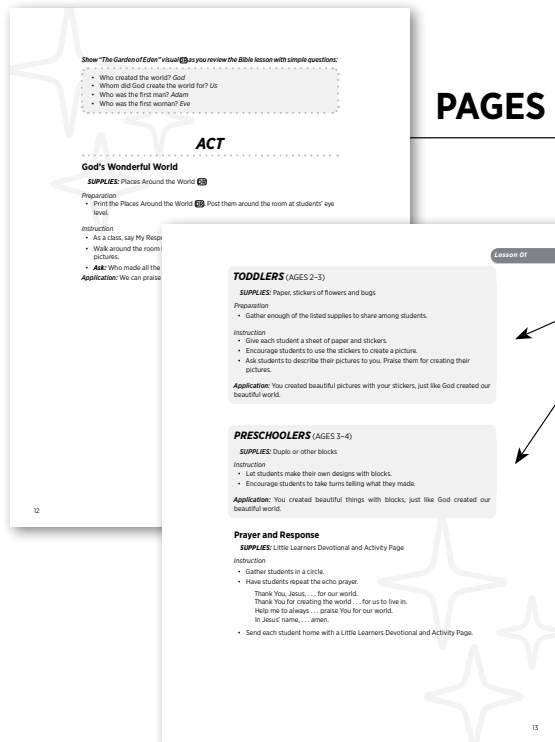 Show "The Garden of Eden" visual DR as you review the Bible lesson with simple questions:
• Who created the world? God
• Whom did God create the world for? Us
• Who was the first man? Adam
• Who was the first woman? Eve
ACT
God's Wonderful World
SUPPLIES: Places Around the World DR
Preparation
• Print the Places Around the World DR. Post them around the room at students' eye
level.
Instruction
• As a class, say My Resp
• Walk around the room
pictures.
• Ask: Who made all the
Application: We can praise
12
PAGES
Lesson 01
TODDLERS (AGES 2–3)
SUPPLIES: Paper, stickers of flowers and bugs
Preparation
• Gather enough of the listed supplies to share among students.
Instruction
• Give each student a sheet of paper and stickers.
• Encourage students to use the stickers to create a picture.
• Ask students to describe their pictures to you. Praise them for creating their
pictures.
Application: You created beautiful pictures with your stickers, just like God created our
beautiful world.
PRESCHOOLERS (AGES 3–4)
SUPPLIES: Duplo or other blocks
Instruction
• Let students make their own designs with blocks.
• Encourage students to take turns telling what they made.
Application: You created beautiful things with blocks, just like God created our
beautiful world.
Prayer and Response
SUPPLIES: Little Learners Devotional and Activity Page
Instruction
• Gather students in a circle.
• Have students repeat the echo prayer.
Thank You, Jesus, . . . for our world.
Thank You for creating the world . . . for us to live in.
Help me to always . . . praise You for our world.
In Jesus' name, . . . amen.
• Send each student home with a Little Learners Devotional and Activity Page.
13